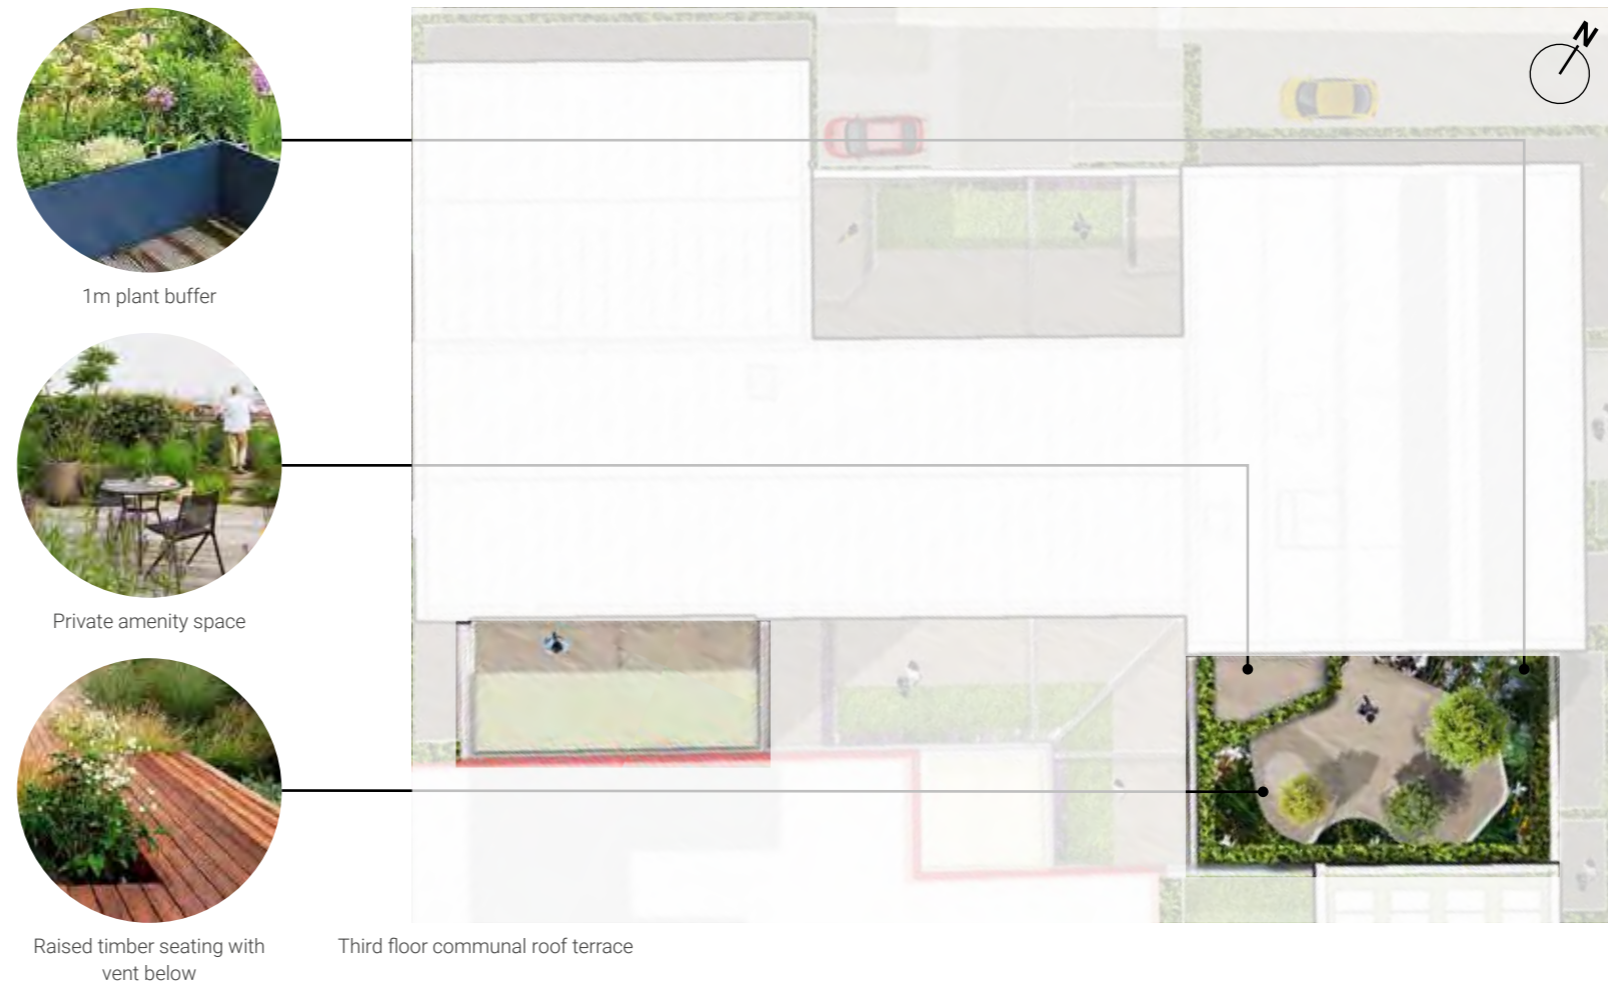 N
1m plant buffer
Private amenity space
Raised timber seating with
vent below
Third floor communal roof terrace